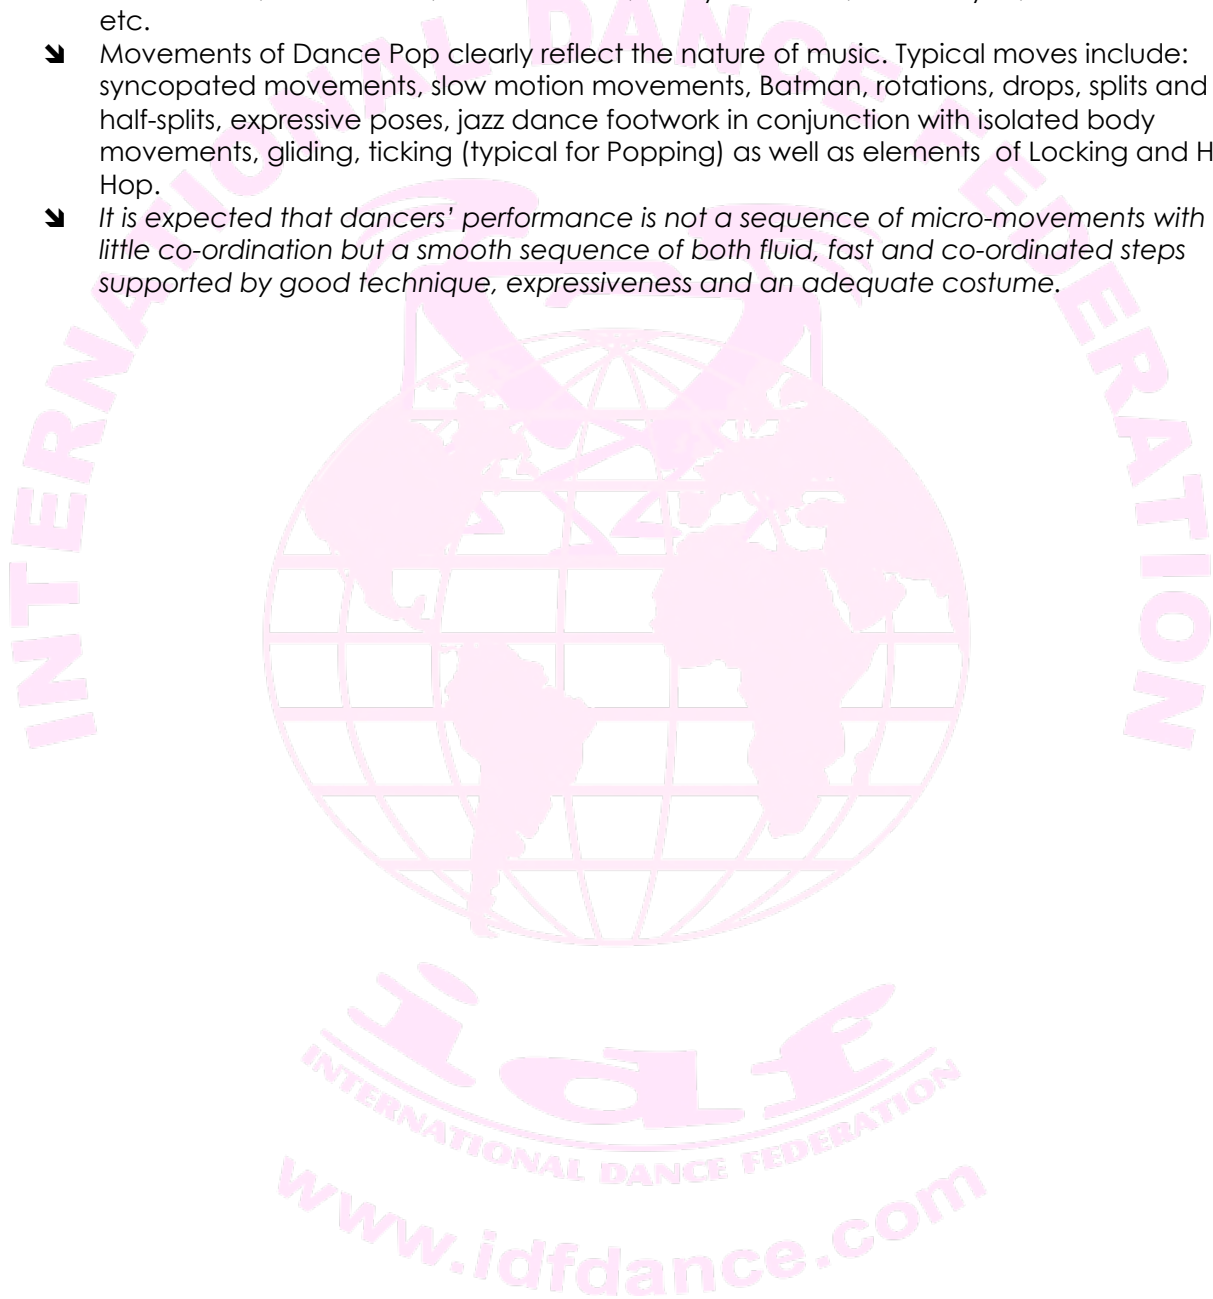 etc.
Movements of Dance Pop clearly reflect the nature of music. Typical moves include:
syncopated movements, slow motion movements, Batman, rotations, drops, splits and
half-splits, expressive poses, jazz dance footwork in conjunction with isolated body
movements, gliding, ticking (typical for Popping) as well as elements of Locking and H
Hop.
It is expected that dancers' performance is not a sequence of micro-movements with
little co-ordination but a smooth sequence of both fluid, fast and co-ordinated steps
supported by good technique, expressiveness and an adequate costume.
INTERNATIONAL DANCE FEDERATION
idf
INTERNATIONAL DANCE FEDERATION
www.idfdance.com